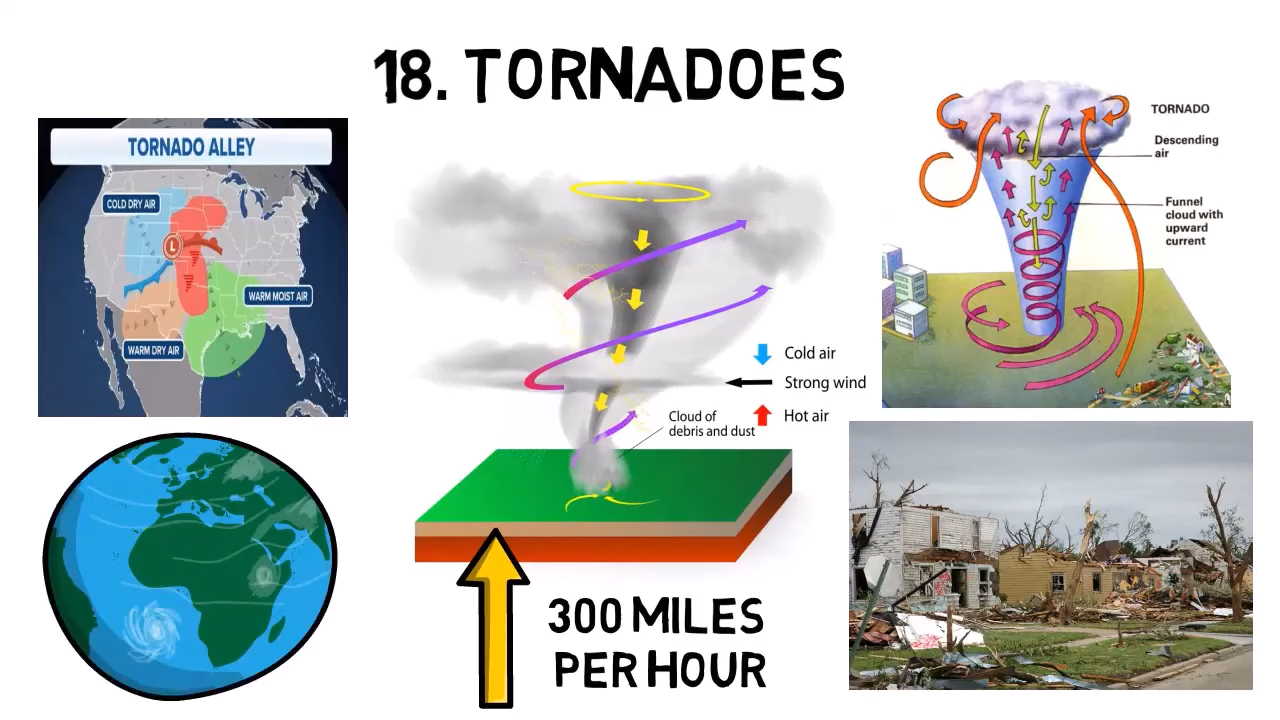 18. TORNADOES
TORNADO ALLEY
COLD DRY AIR
L
WARM MOIST AIR
WARM DRY AIR
Cold air
Strong wind
Hot air
Cloud of
debris and dust
TORNADO
Descending
air
Funnel
cloud with
upward
current
300 MILES
PER HOUR